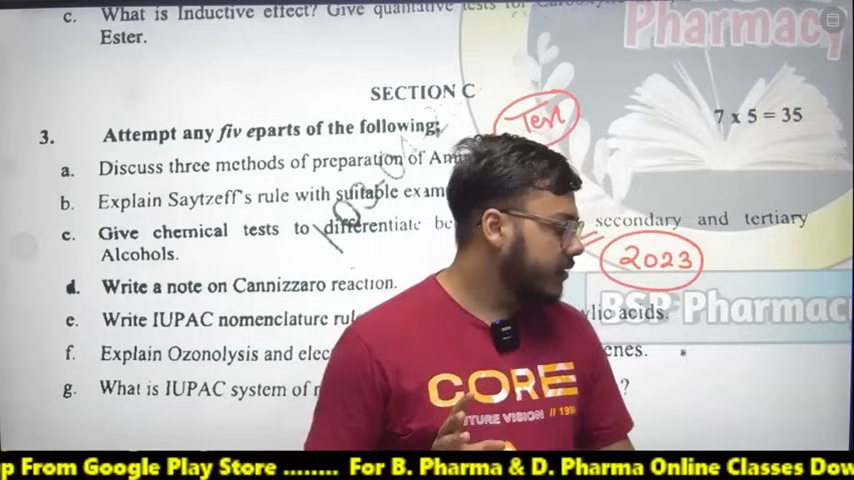 c. What is Inductive effect? Give qualitative tests for
Ester.
Pharmacy
SECTION C
3. Attempt any fiv eparts of the following; 7 x 5 = 35
Test
a. Discuss three methods of preparation of
b. Explain Saytzeff's rule with suitable
c. Give chemical tests to differentiate secondary and tertiary
Alcohols.
2023
d. Write a note on Cannizzaro reaction.
BSP Pharmac
e. Write IUPAC nomenclature acids.
f. Explain Ozonolysis and
g. What is IUPAC system of ?
CORE
FUTURE VISION // 199
p From Google Play Store ........ For B. Pharma & D. Pharma Online Classes Dow